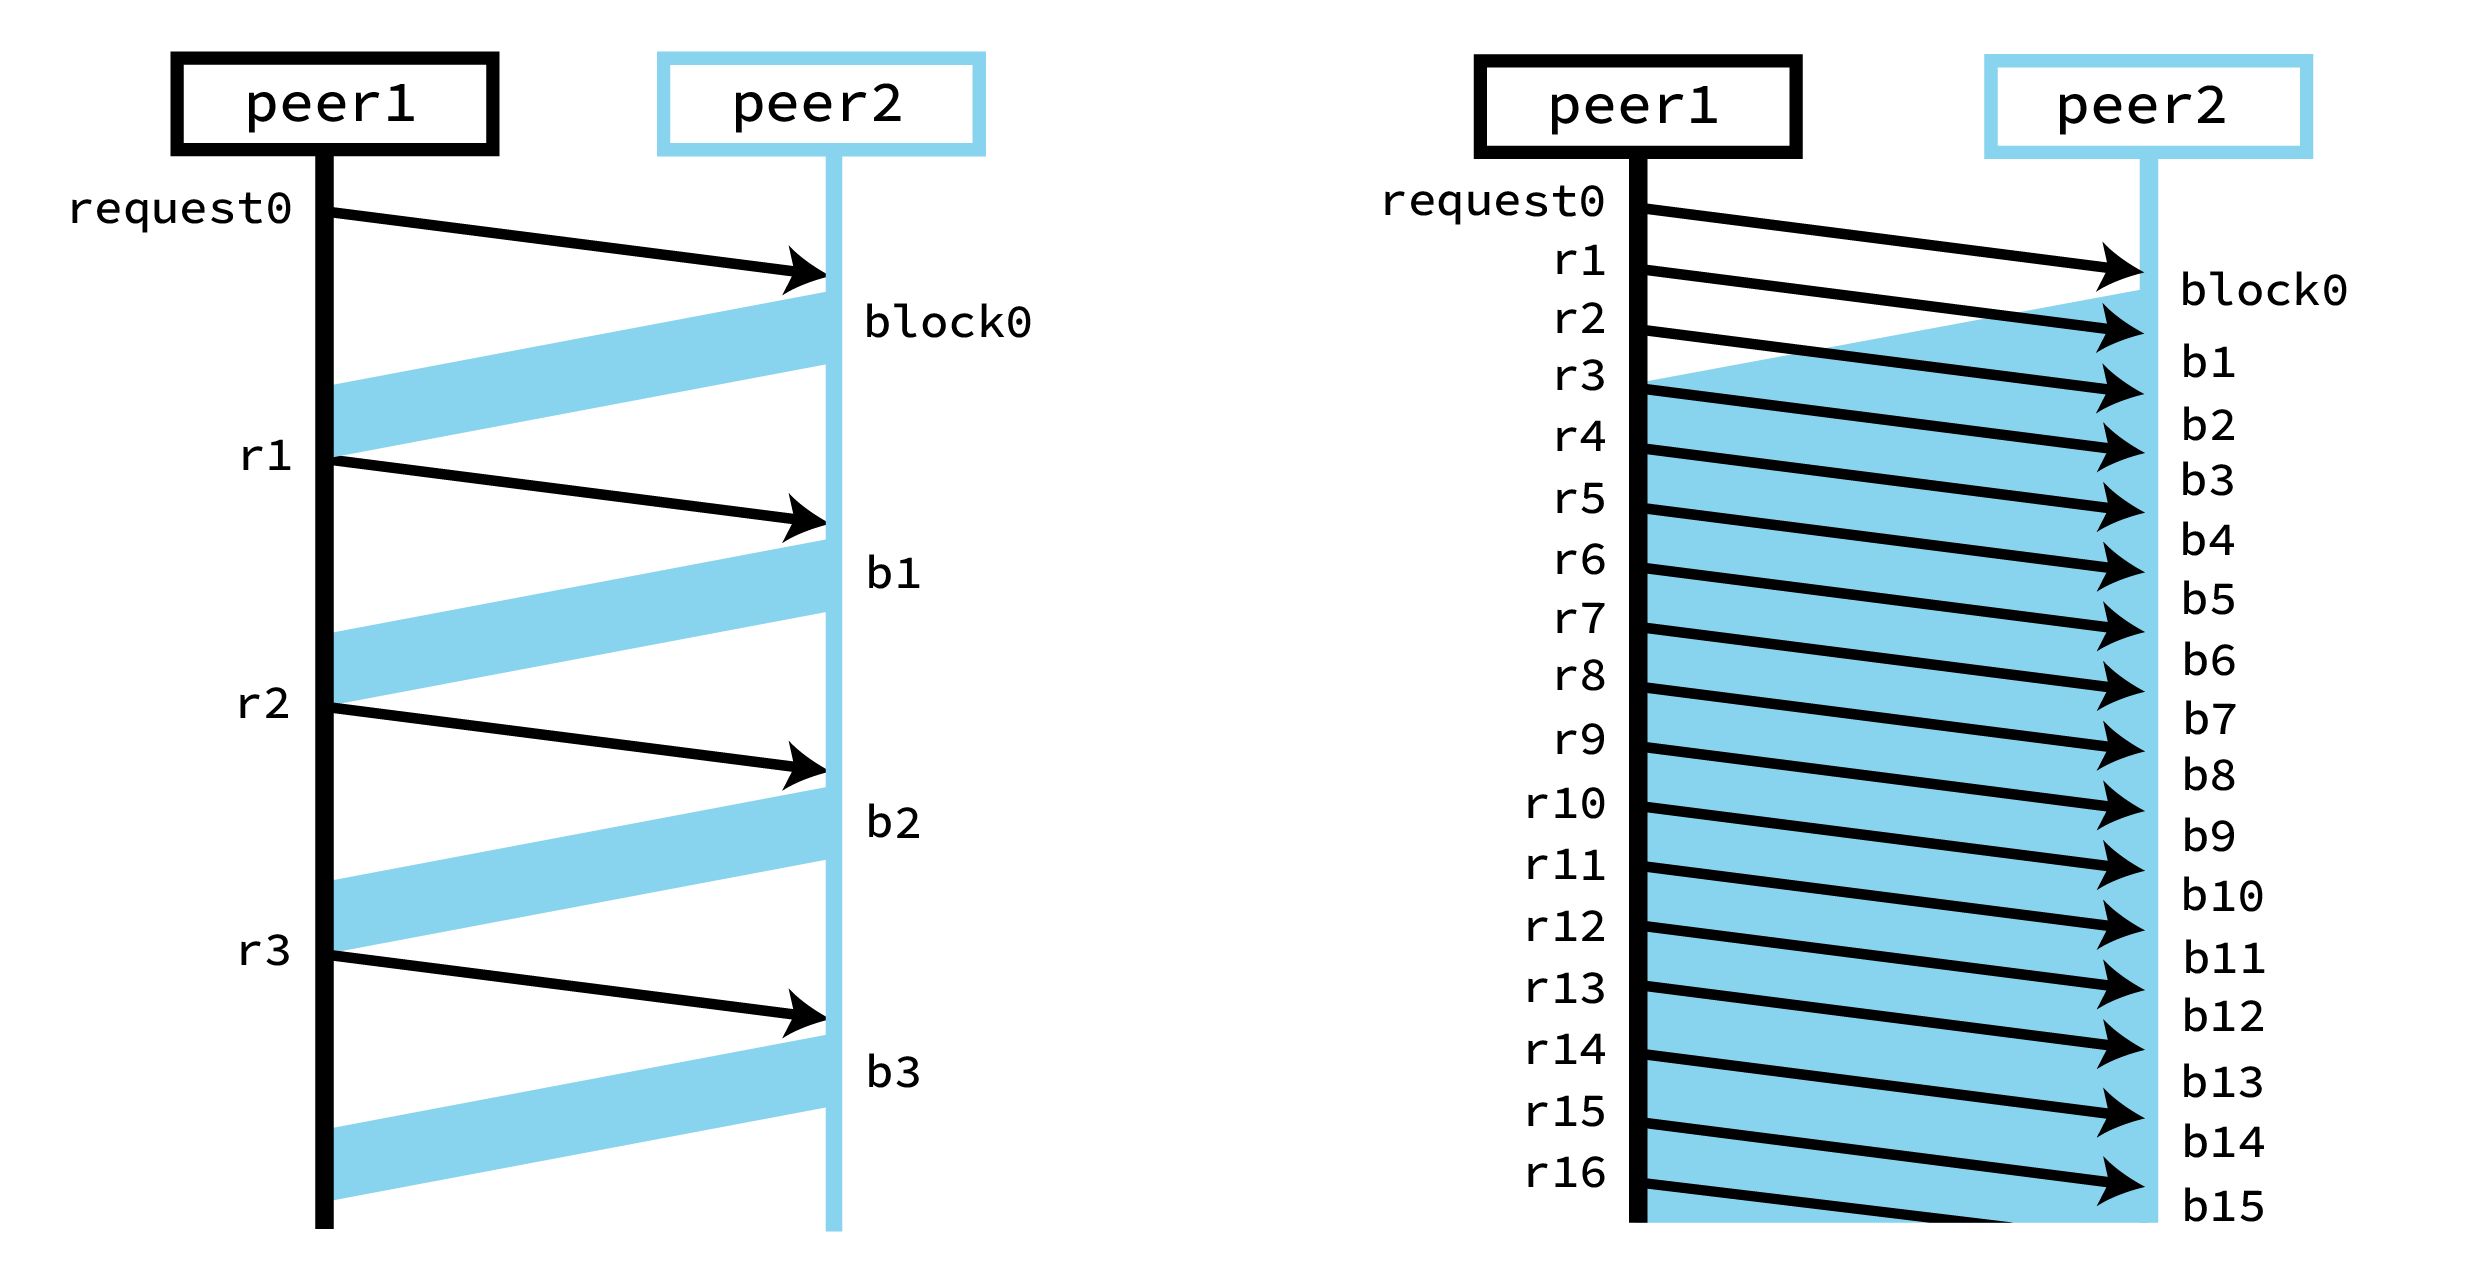 peer1
peer2
request0
block0
r1
b1
r2
b2
r3
b3
peer1
peer2
request0
block0
r1
b1
r2
b2
r3
b3
r4
b4
r5
b5
r6
b6
r7
b7
r8
b8
r9
b9
r10
b10
r11
b11
r12
b12
r13
b13
r14
b14
r15
b15
r16